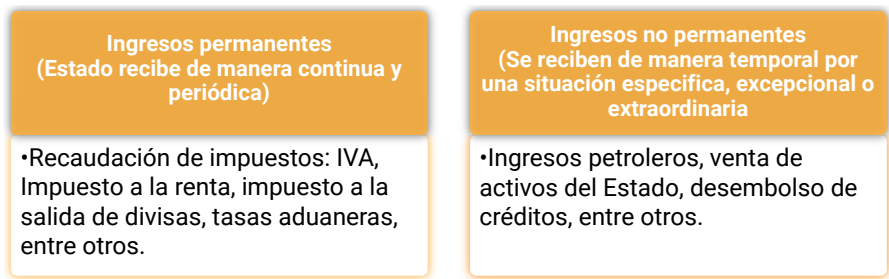 Ingresos permanentes
(Estado recibe de manera continua y
periódica)
•Recaudación de impuestos: IVA,
Impuesto a la renta, impuesto a la
salida de divisas, tasas aduaneras,
entre otros.
Ingresos no permanentes
(Se reciben de manera temporal por
una situación especifica, excepcional o
extraordinaria
•Ingresos petroleros, venta de
activos del Estado, desembolso de
créditos, entre otros.